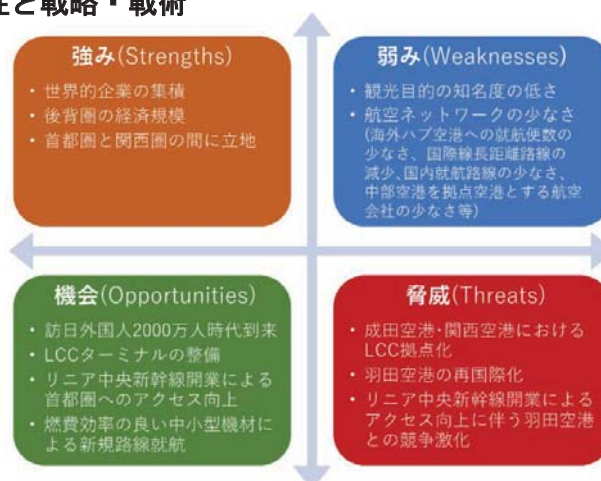 性と戦略・戦術
強み(Strengths)
・世界的企業の集積
・後背圏の経済規模
・首都圏と関西圏の間に立地
弱み(Weaknesses)
・観光目的の知名度の低さ
・航空ネットワークの少なさ
(海外ハブ空港への就航便数の
少なさ、国際線長距離路線の
減少、国内就航路線の少なさ、
中部空港を拠点空港とする航空
会社の少なさ等)
機会(Opportunities)
・訪日外国人2000万人時代到来
・LCCターミナルの整備
・リニア中央新幹線開業による
首都圏へのアクセス向上
・燃費効率の良い中小型機材に
よる新規路線就航
脅威(Threats)
・成田空港・関西空港における
LCC拠点化
・羽田空港の再国際化
・リニア中央新幹線開業による
アクセス向上に伴う羽田空港
との競争激化